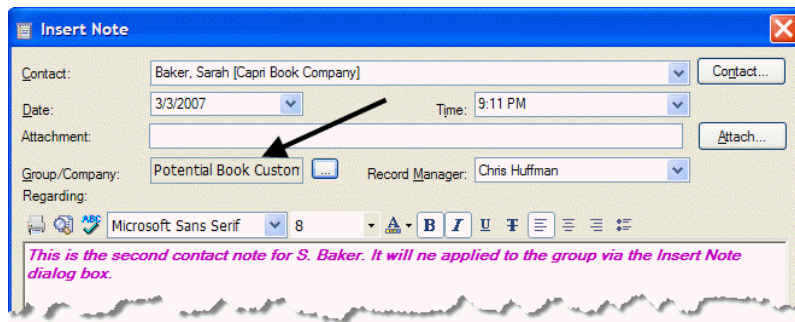 Insert Note
Contact: Baker, Sarah [Capri Book Company] Contact...
Date: 3/3/2007 Time: 9:11 PM
Attachment: Attach...
Group/Company: Potential Book Custom ... Record Manager: Chris Huffman
Regarding:
ABC Microsoft Sans Serif 8 A B I U T
This is the second contact note for S. Baker. It will ne applied to the group via the Insert Note
dialog box.